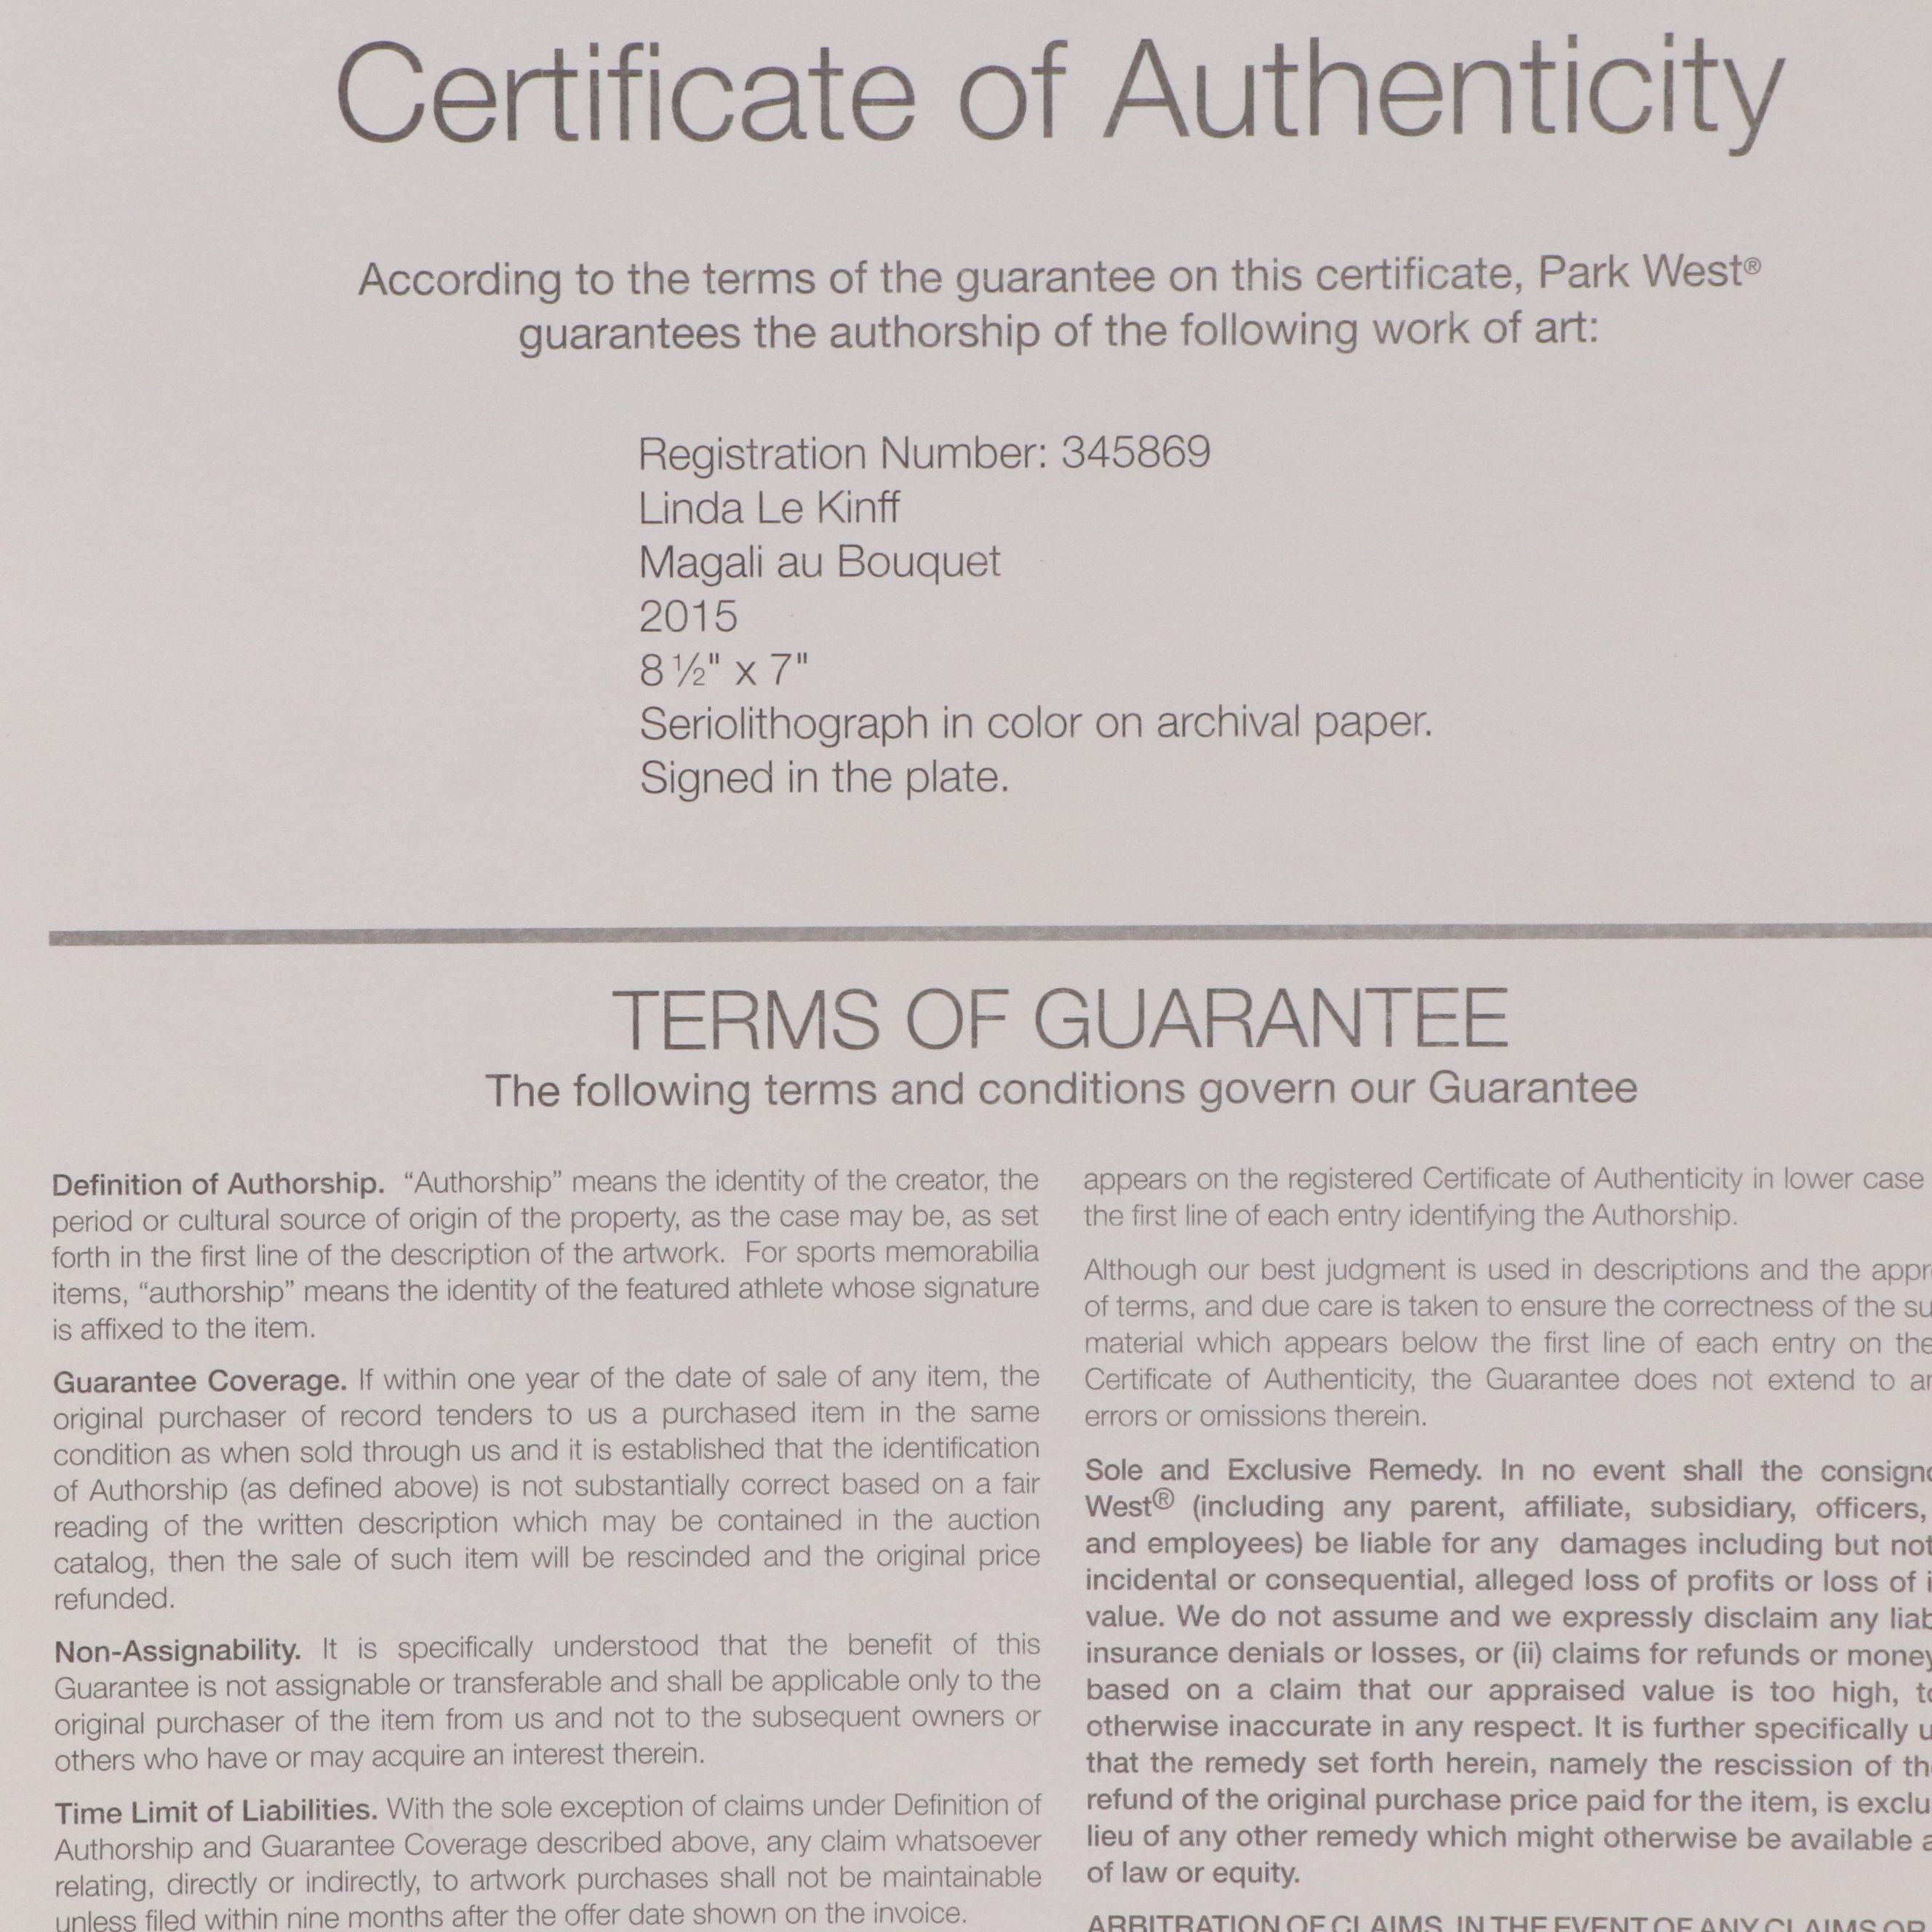 Certificate of Authenticity
According to the terms of the guarantee on this certificate, Park West®
guarantees the authorship of the following work of art:
Registration Number: 345869
Linda Le Kinff
Magali au Bouquet
2015
8 ½" x 7"
Seriolithograph in color on archival paper.
Signed in the plate.
TERMS OF GUARANTEE
The following terms and conditions govern our Guarantee
Definition of Authorship. “Authorship” means the identity of the creator, the
period or cultural source of origin of the property, as the case may be, as set
forth in the first line of the description of the artwork. For sports memorabilia
items, “authorship” means the identity of the featured athlete whose signature
is affixed to the item.
Guarantee Coverage. If within one year of the date of sale of any item, the
original purchaser of record tenders to us a purchased item in the same
condition as when sold through us and it is established that the identification
of Authorship (as defined above) is not substantially correct based on a fair
reading of the written description which may be contained in the auction
catalog, then the sale of such item will be rescinded and the original price
refunded.
Non-Assignability. It is specifically understood that the benefit of this
Guarantee is not assignable or transferable and shall be applicable only to the
original purchaser of the item from us and not to the subsequent owners or
others who have or may acquire an interest therein.
Time Limit of Liabilities. With the sole exception of claims under Definition of
Authorship and Guarantee Coverage described above, any claim whatsoever
relating, directly or indirectly, to artwork purchases shall not be maintainable
unless filed within nine months after the offer date shown on the invoice.
appears on the registered Certificate of Authenticity in lower case
the first line of each entry identifying the Authorship.
Although our best judgment is used in descriptions and the
of terms, and due care is taken to ensure the correctness of the
material which appears below the first line of each entry on the
Certificate of Authenticity, the Guarantee does not extend to
errors or omissions therein.
Sole and Exclusive Remedy. In no event shall the
West® (including any parent, affiliate, subsidiary, officers,
and employees) be liable for any damages including but not
incidental or consequential, alleged loss of profits or loss of
value. We do not assume and we expressly disclaim any
insurance denials or losses, or (ii) claims for refunds or money
based on a claim that our appraised value is too high,
otherwise inaccurate in any respect. It is further specifically
that the remedy set forth herein, namely the rescission of
refund of the original purchase price paid for the item, is
lieu of any other remedy which might otherwise be available
of law or equity.
ARBITRATION OF CLAIMS. IN THE EVENT OF ANY CLAIMS